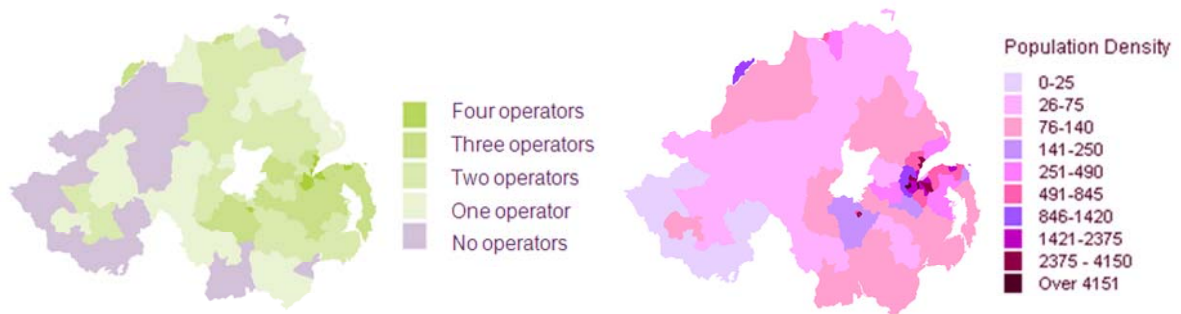 Four operators
Three operators
Two operators
One operator
No operators
Population Density
0-25
26-75
76-140
141-250
251-490
491-845
846-1420
1421-2375
2375 - 4150
Over 4151